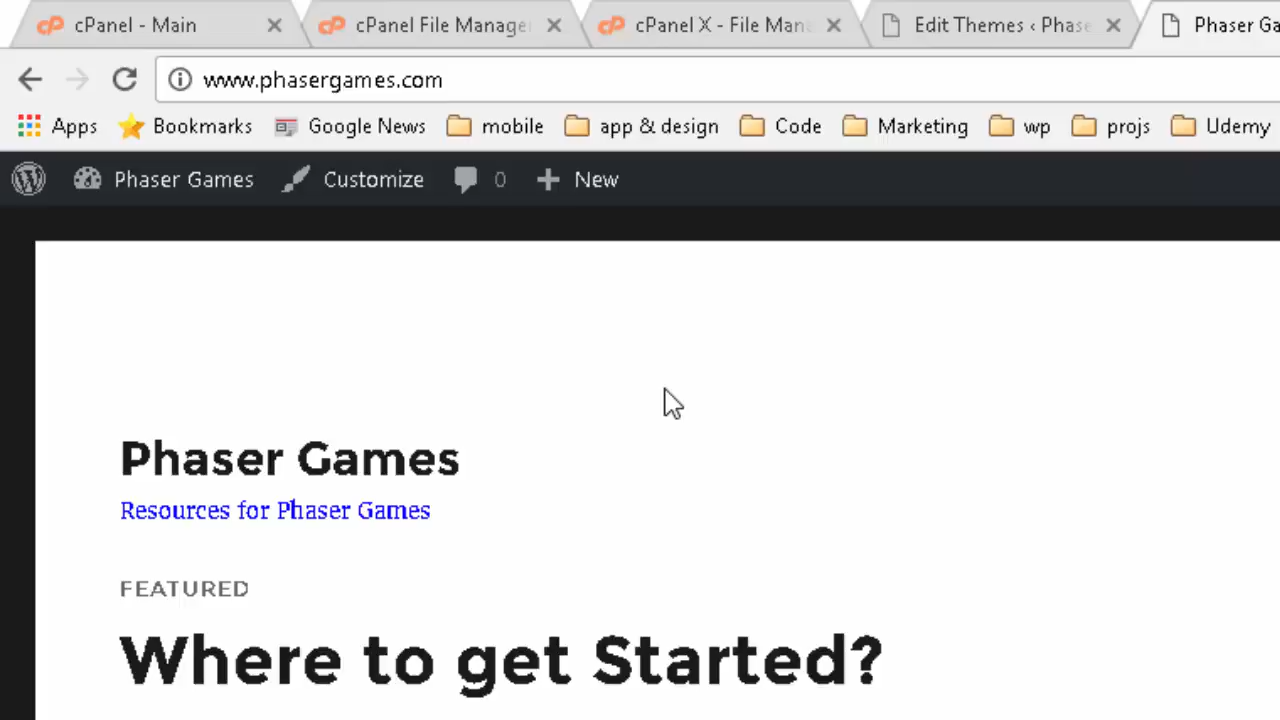 cPanel - Main
cPanel File Manage
cPanel X - File Man
Edit Themes ‹ Phase
Phaser Ga
www.phasergames.com
Apps Bookmarks Google News mobile app & design Code Marketing wp projs Udemy
Phaser Games Customize 0 New
Phaser Games
Resources for Phaser Games
FEATURED
Where to get Started?